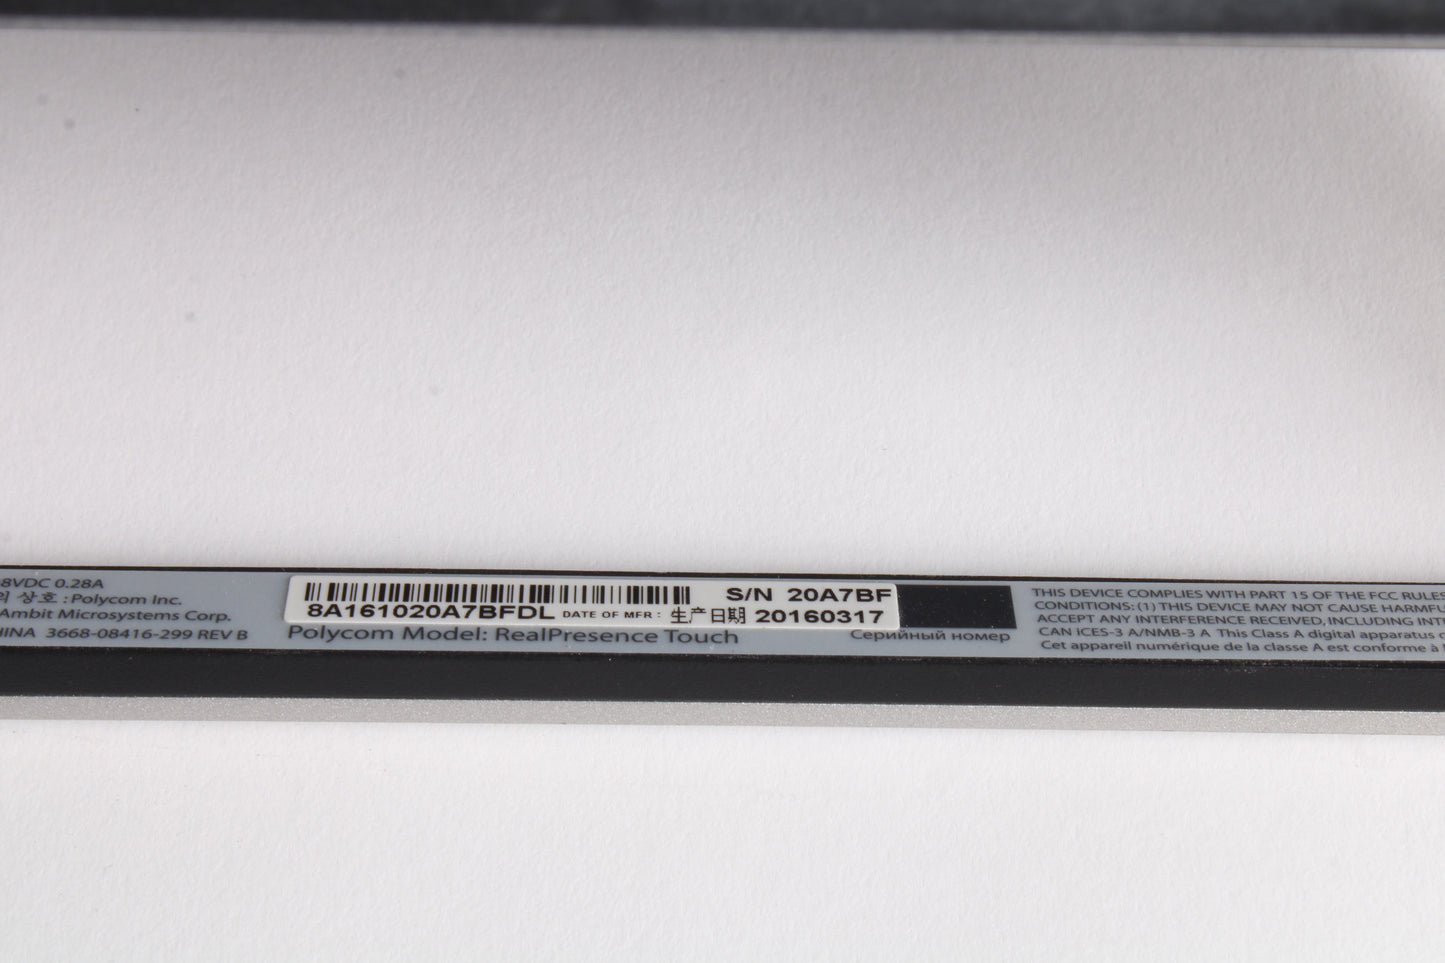 8VDC 0.28A
의 상호 : Polycom Inc.
Ambit Microsystems Corp.
HINA 3668-08416-299 REV B
S/N 20A7BF
8A161020A7BFDL DATE OF MFR : 生产日期 20160317
Polycom Model: RealPresence Touch
Серийный номер
THIS DEVICE COMPLIES WITH PART 15 OF THE FCC RULES
CONDITIONS: (1) THIS DEVICE MAY NOT CAUSE HARMFU
ACCEPT ANY INTERFERENCE RECEIVED, INCLUDING INT
CAN ICES-3 A/NMB-3 A This Class A digital apparatus
Cet appareil numérique de la classe A est conforme à